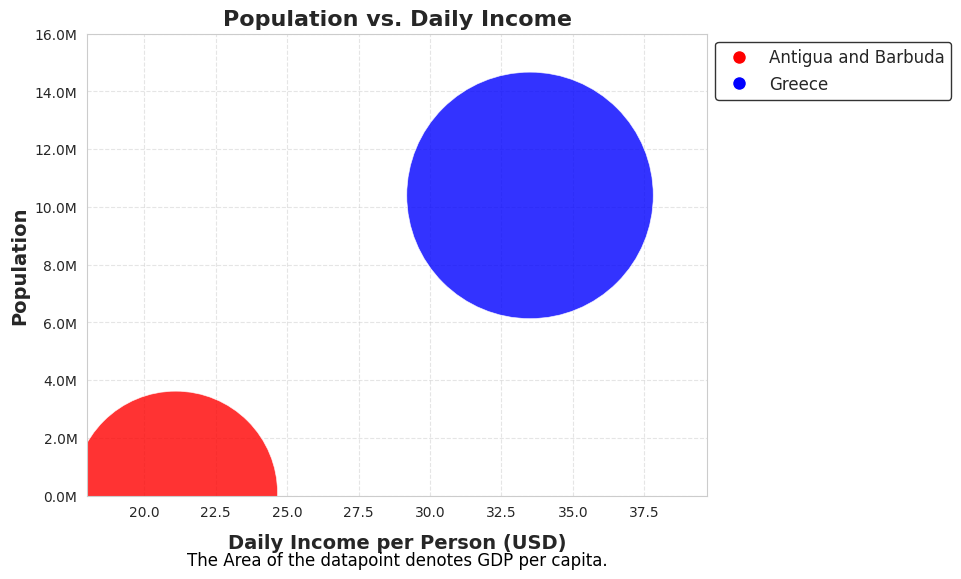 Population vs. Daily Income
16.0M
14.0M
12.0M
10.0M
8.0M
6.0M
4.0M
2.0M
0.0M
Population
20.0 22.5 25.0 27.5 30.0 32.5 35.0 37.5
Daily Income per Person (USD)
The Area of the datapoint denotes GDP per capita.
Antigua and Barbuda
Greece